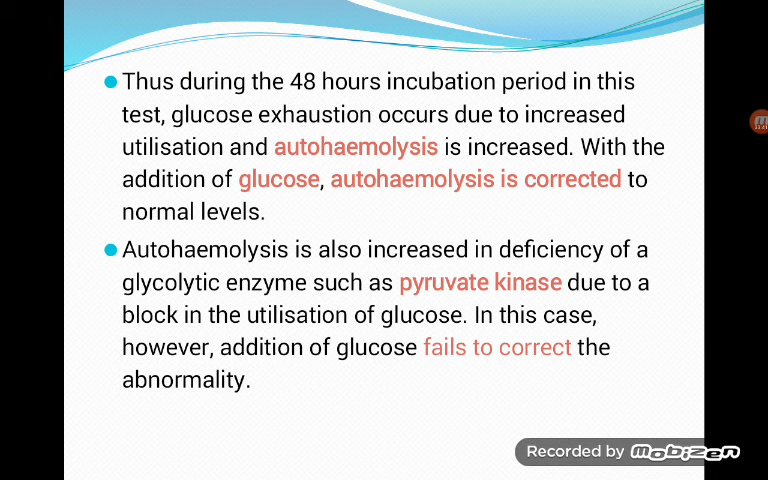 Thus during the 48 hours incubation period in this
test, glucose exhaustion occurs due to increased
utilisation and autohaemolysis is increased. With the
addition of glucose, autohaemolysis is corrected to
normal levels.
Autohaemolysis is also increased in deficiency of a
glycolytic enzyme such as pyruvate kinase due to a
block in the utilisation of glucose. In this case,
however, addition of glucose fails to correct the
abnormality.
Recorded by mobizen